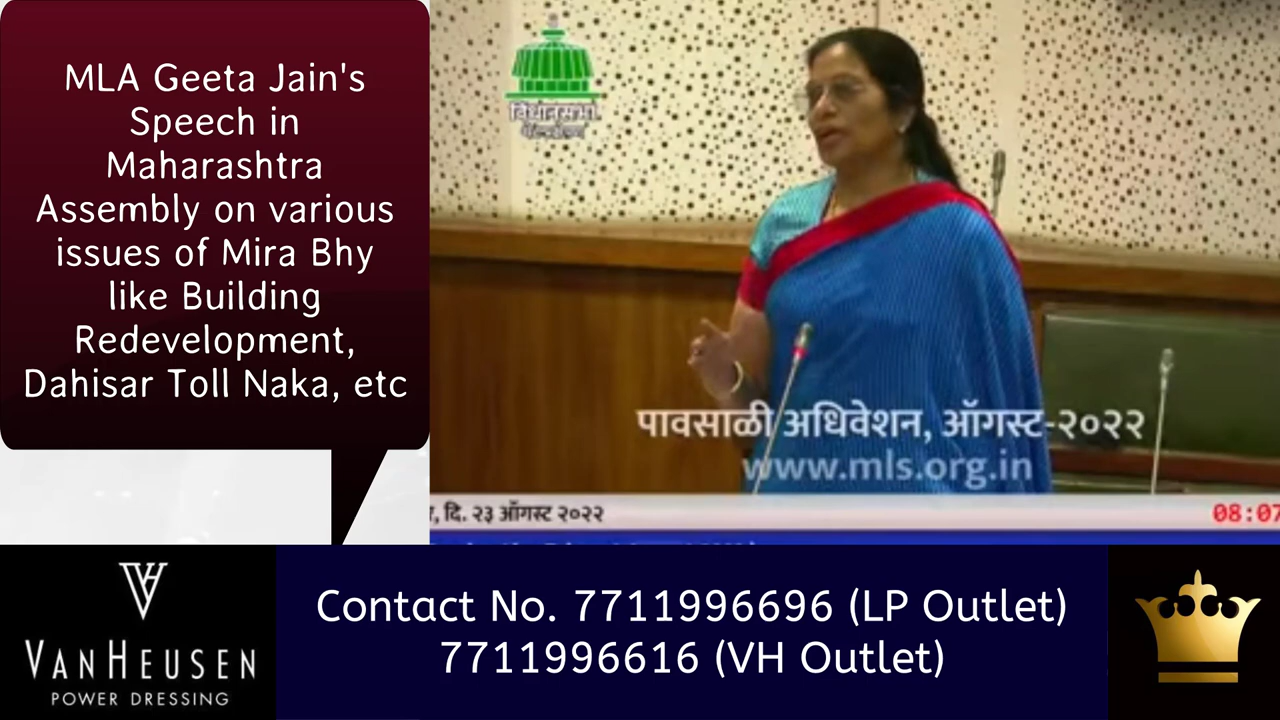 MLA Geeta Jain's
Speech in
Maharashtra
Assembly on various
issues of Mira Bhy
like Building
Redevelopment,
Dahisar Toll Naka, etc
विधानसभा
पावसाळी अधिवेशन, ऑगस्ट-२०२२
www.mls.org.in
, दि. २३ ऑगस्ट २०२२
08:07
VANHEUSEN
POWER DRESSING
Contact No. 7711996696 (LP Outlet)
7711996616 (VH Outlet)